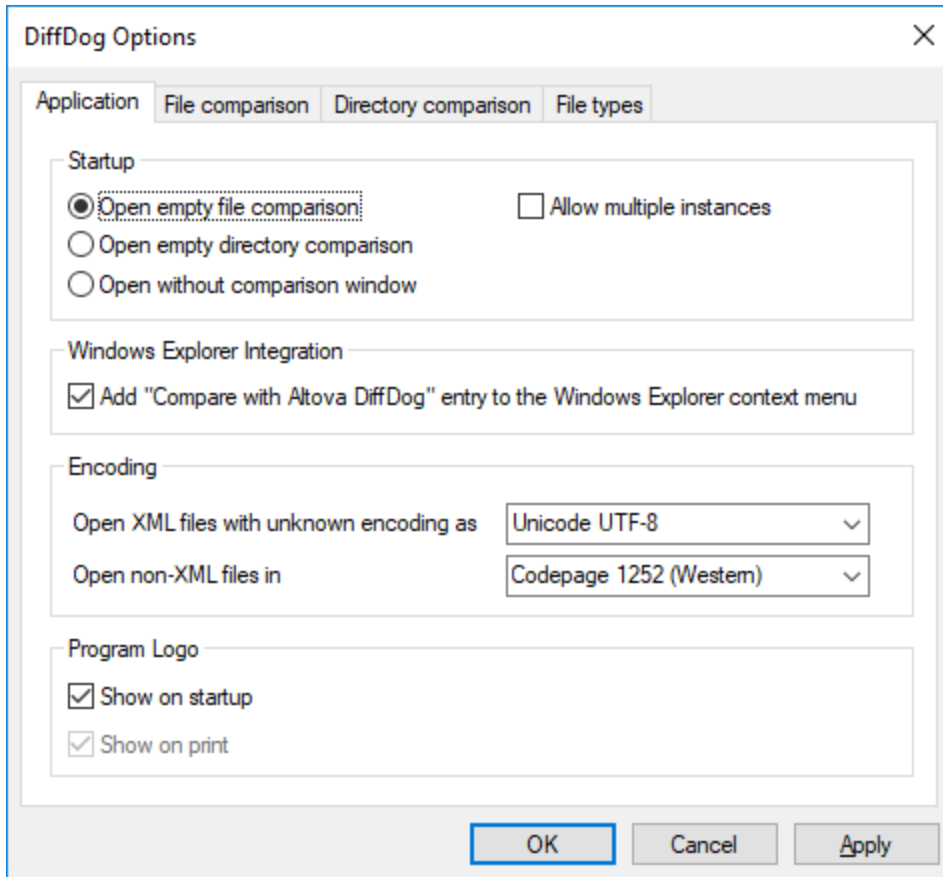 DiffDog Options
Application File comparison Directory comparison File types
Startup
Open empty file comparison Allow multiple instances
Open empty directory comparison
Open without comparison window
Windows Explorer Integration
Add "Compare with Altova DiffDog" entry to the Windows Explorer context menu
Encoding
Open XML files with unknown encoding as Unicode UTF-8
Open non-XML files in Codepage 1252 (Western)
Program Logo
Show on startup
Show on print
OK Cancel Apply